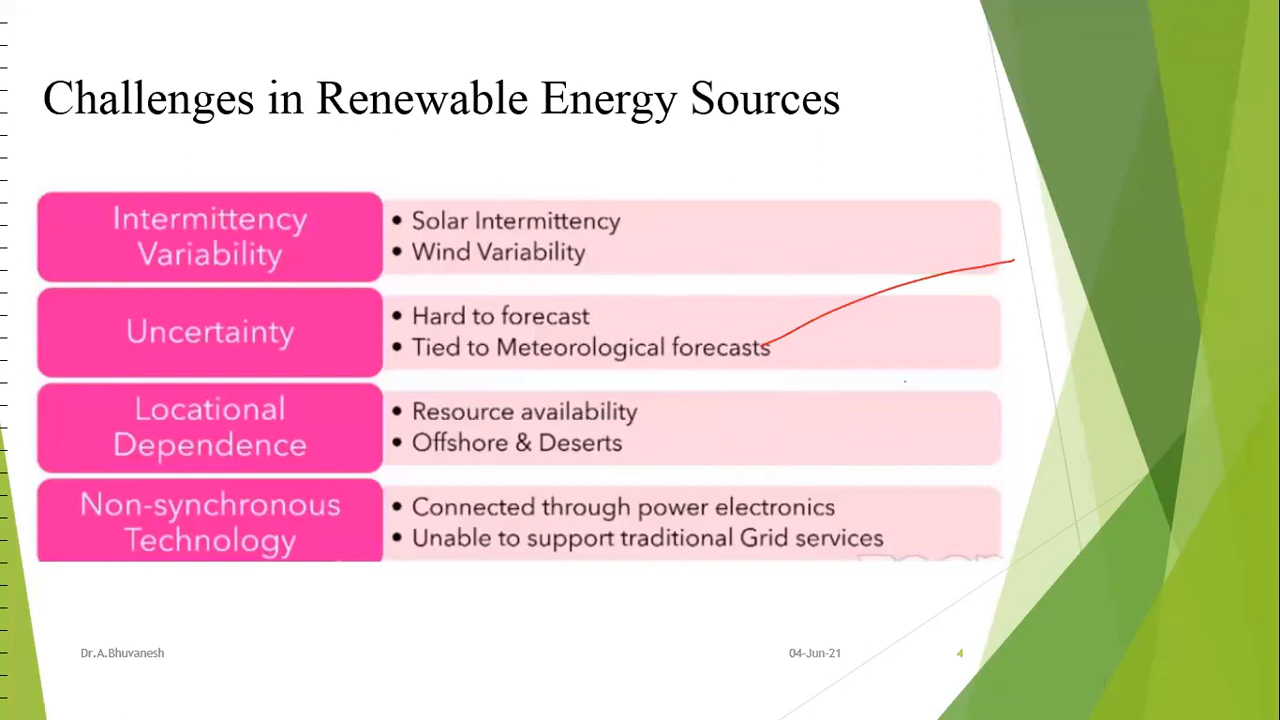 Challenges in Renewable Energy Sources
Intermittency
Variability
• Solar Intermittency
• Wind Variability
Uncertainty
• Hard to forecast
• Tied to Meteorological forecasts
Locational
Dependence
• Resource availability
• Offshore & Deserts
Non-synchronous
Technology
• Connected through power electronics
• Unable to support traditional Grid services
Dr.A.Bhuvanesh
04-Jun-21
4